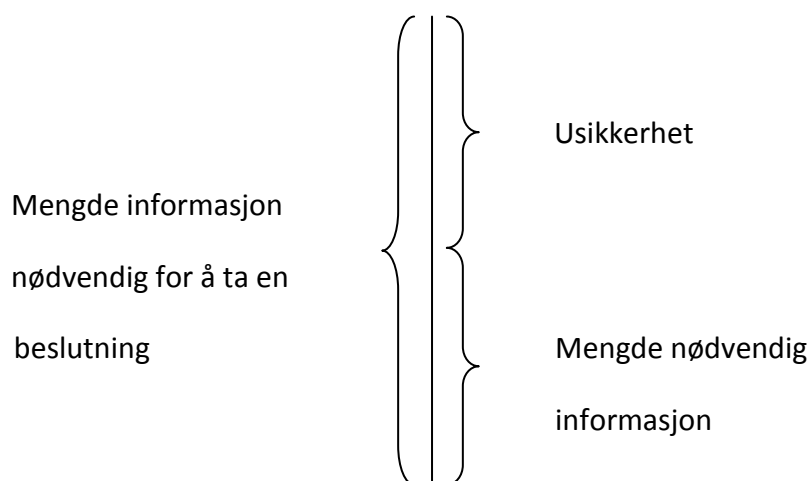 Usikkerhet
Mengde informasjon
nødvendig for å ta en
beslutning
Mengde nødvendig
informasjon